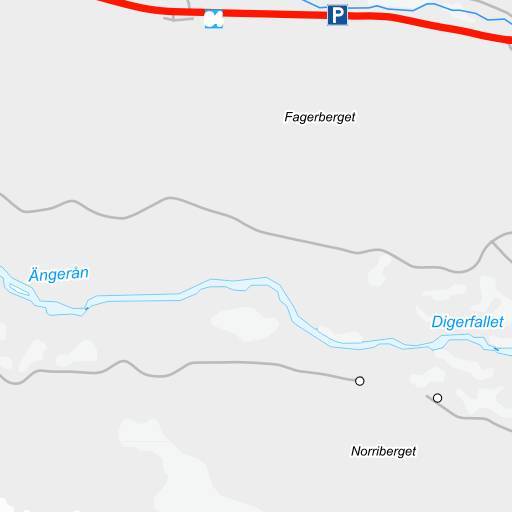 P
Fagerberget
Ängerån
Digerfallet
Norriberget